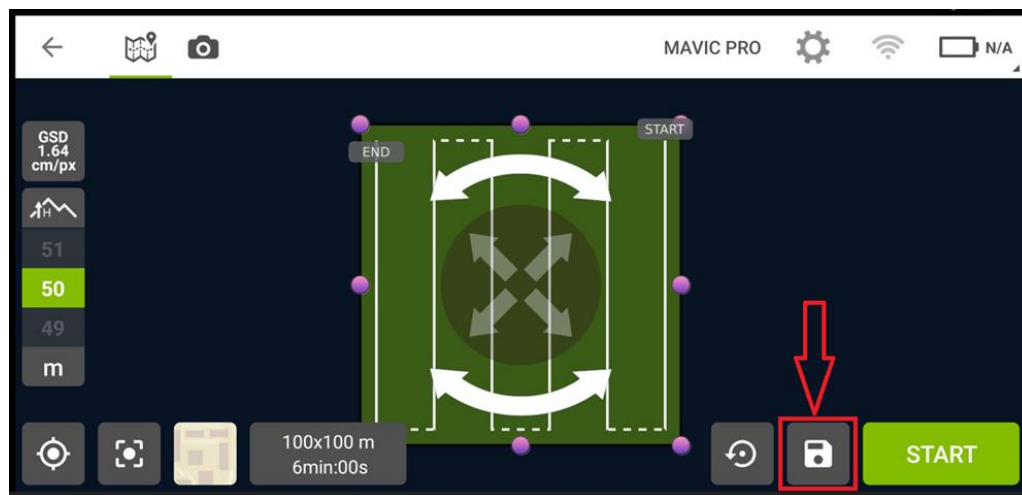 MAVIC PRO
N/A
GSD
1.64
cm/px
H
51
50
49
m
END
START
100x100 m
6min:00s
START